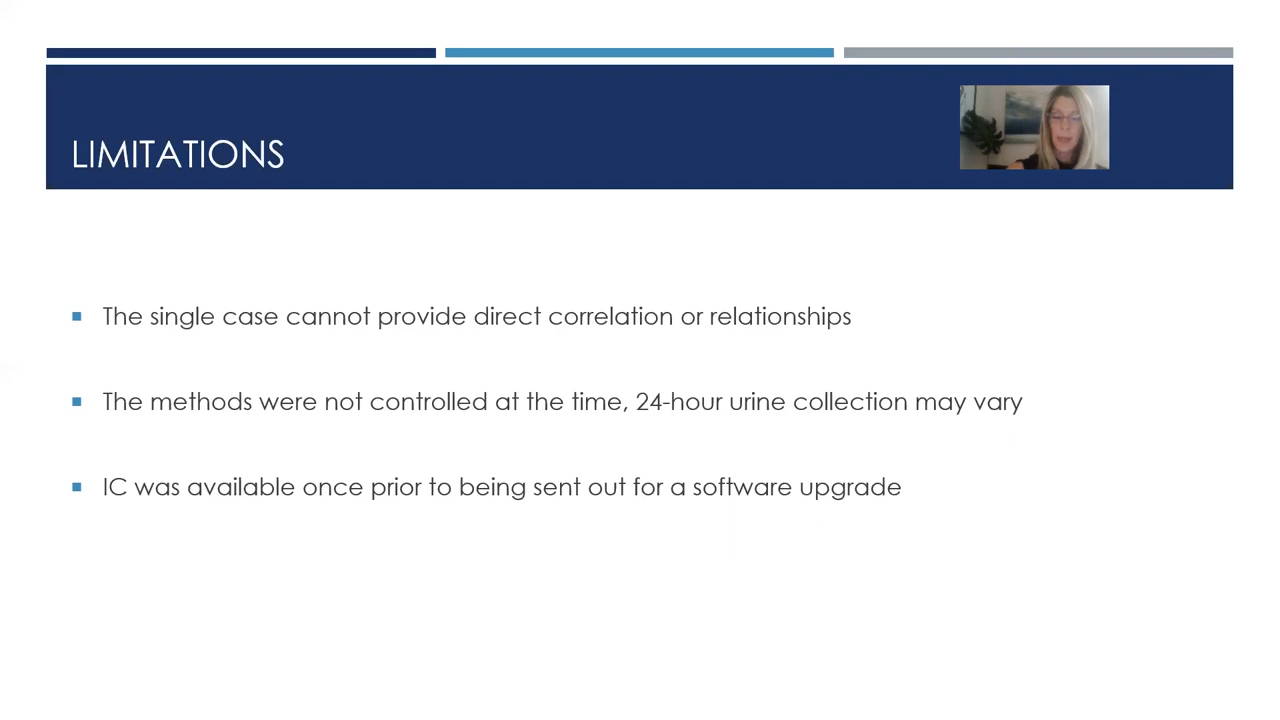 LIMITATIONS
The single case cannot provide direct correlation or relationships
The methods were not controlled at the time, 24-hour urine collection may vary
IC was available once prior to being sent out for a software upgrade